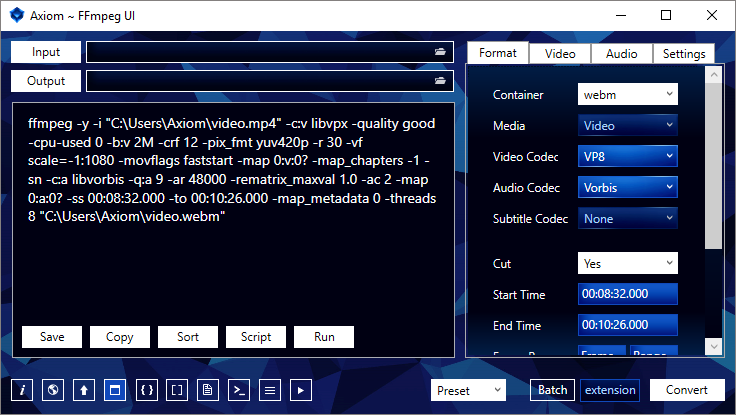 Axiom ~ FFmpeg UI
Input
Output
ffmpeg -y -i "C:\Users\Axiom\video.mp4" -c:v libvpx -quality good
-cpu-used 0 -b:v 2M -crf 12 -pix_fmt yuv420p -r 30 -vf
scale=-1:1080 -movflags faststart -map 0:v:0? -map_chapters -1 -
sn -c:a libvorbis -q:a 9 -ar 48000 -rematrix_maxval 1.0 -ac 2 -map
0:a:0? -ss 00:08:32.000 -to 00:10:26.000 -map_metadata 0 -threads
8 "C:\Users\Axiom\video.webm"
Save Copy Sort Script Run
Format Video Audio Settings
Container webm
Media Video
Video Codec VP8
Audio Codec Vorbis
Subtitle Codec None
Cut Yes
Start Time 00:08:32.000
End Time 00:10:26.000
Frame Range
Preset Batch extension Convert